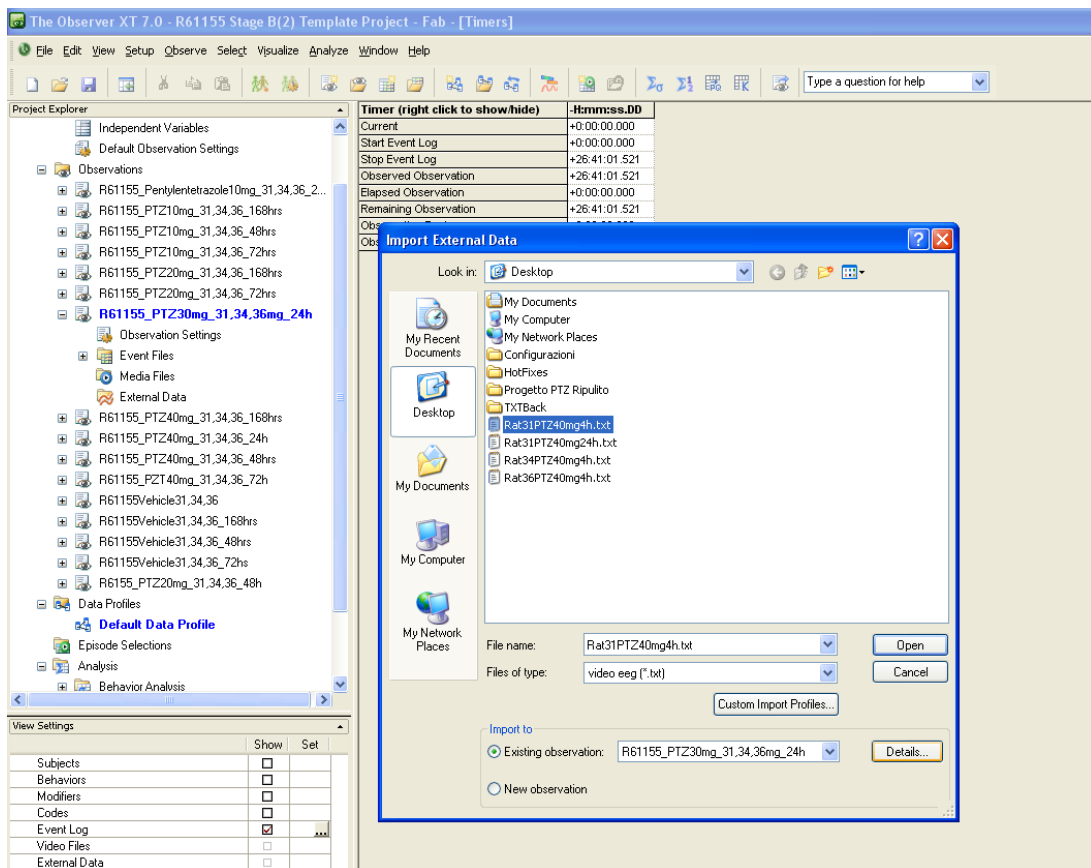 The Observer XT 7.0 - R61155 Stage B(2) Template Project - Fab - [Timers]
File Edit View Setup Observe Select Visualize Analyze Window Help
Type a question for help
Project Explorer
Independent Variables
Default Observation Settings
Observations
R61155_Pentylentetrazole10mg_31,34,36_2...
R61155_PTZ10mg_31,34,36_168hrs
R61155_PTZ10mg_31,34,36_48hrs
R61155_PTZ10mg_31,34,36_72hrs
R61155_PTZ20mg_31,34,36_168hrs
R61155_PTZ20mg_31,34,36_72hrs
R61155_PTZ30mg_31,34,36mg_24h
Observation Settings
Event Files
Media Files
External Data
R61155_PTZ40mg_31,34,36_168hrs
R61155_PTZ40mg_31,34,36_24h
R61155_PTZ40mg_31,34,36_48hrs
R61155_PZT40mg_31,34,36_72h
R61155Vehicle31,34,36
R61155Vehicle31,34,36_168hrs
R61155Vehicle31,34,36_48hrs
R61155Vehicle31,34,36_72hs
R6155_PTZ20mg_31,34,36_48h
Data Profiles
Default Data Profile
Episode Selections
Analysis
Behavior Analysis
View Settings
Show Set
Subjects
Behaviors
Modifiers
Codes
Event Log ...
Video Files
External Data
Timer (right click to show/hide) -H:mm:ss.DD
Current +0:00:00.000
Start Event Log +0:00:00.000
Stop Event Log +26:41:01.521
Observed Observation +26:41:01.521
Elapsed Observation +0:00:00.000
Remaining Observation +26:41:01.521
Import External Data
Look in: Desktop
My Recent Documents
Desktop
My Documents
My Computer
My Network Places
My Documents
My Computer
My Network Places
Configurazioni
HotFixes
Progetto PTZ Ripulito
TXTBack
Rat31PTZ40mg4h.txt
Rat31PTZ40mg24h.txt
Rat34PTZ40mg4h.txt
Rat36PTZ40mg4h.txt
File name: Rat31PTZ40mg4h.txt Open
Files of type: video eeg (*.txt) Cancel
Custom Import Profiles...
Import to
Existing observation: R61155_PTZ30mg_31,34,36mg_24h Details...
New observation